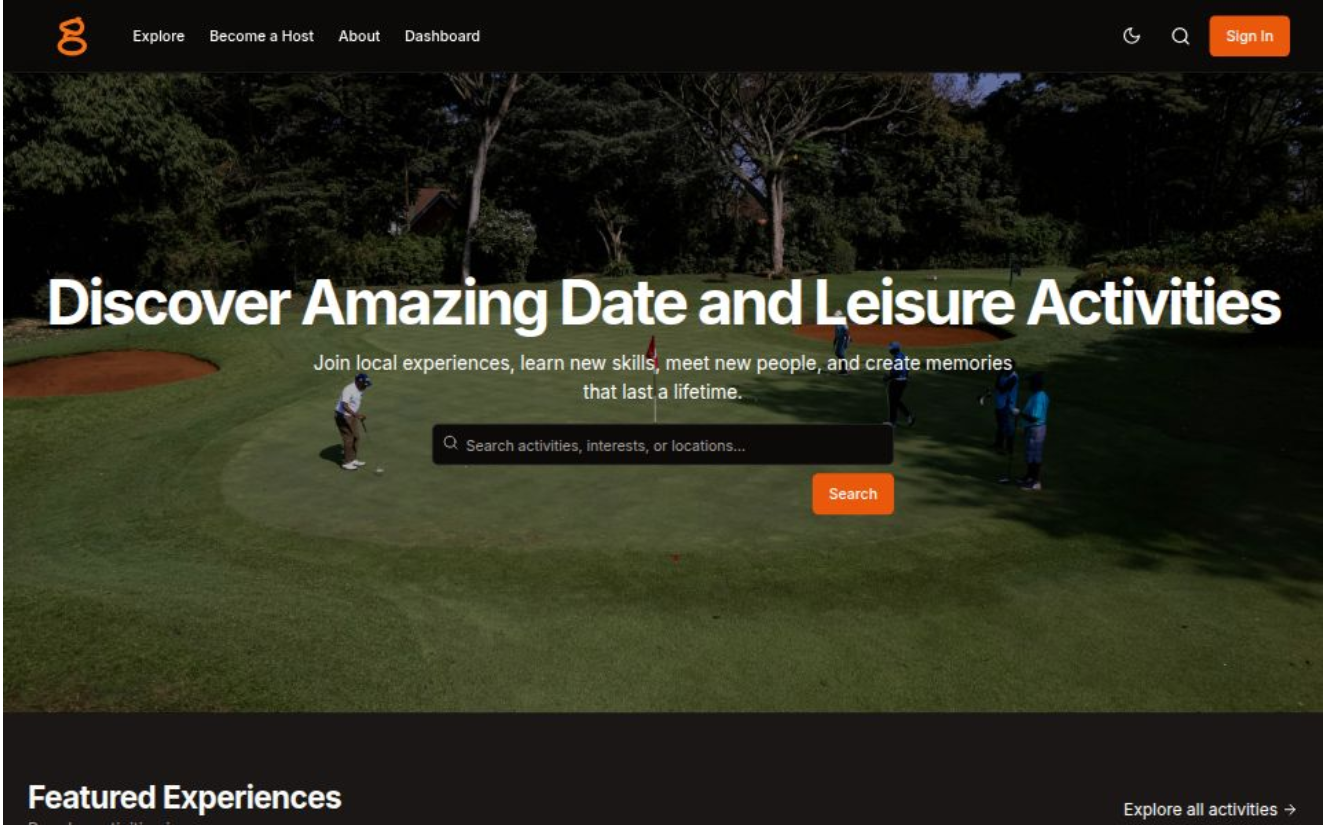 Explore Become a Host About Dashboard Sign In
Discover Amazing Date and Leisure Activities
Join local experiences, learn new skills, meet new people, and create memories
that last a lifetime.
Search activities, interests, or locations...
Search
Featured Experiences
Explore all activities →